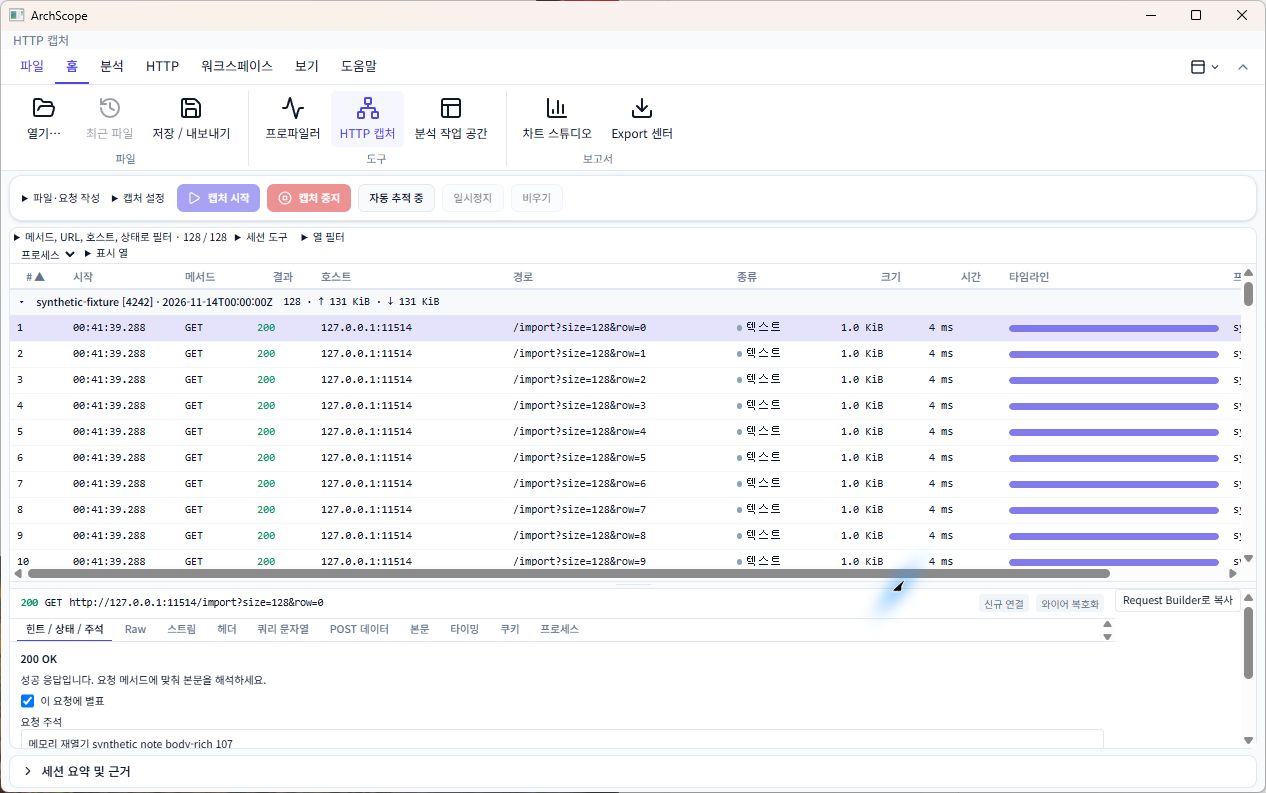 ArchScope
HTTP 캡처
파일 홈 분석 HTTP 워크스페이스 보기 도움말
열기… 최근 파일 저장 / 내보내기 프로파일러 HTTP 캡처 분석 작업 공간 차트 스튜디오 Export 센터
파일 도구 보고서
▶ 파일·요청 작성 ▶ 캡처 설정 캡처 시작 캡처 중지 자동 추적 중 일시정지 비우기
▶ 메서드, URL, 호스트, 상태로 필터 · 128 / 128 ▶ 세션 도구 ▶ 열 필터
프로세스 ▶ 표시 열
# ▲ 시작 메서드 결과 호스트 경로 종류 크기 시간 타임라인 프
synthetic-fixture [4242] · 2026-11-14T00:00:00Z 128 · ↑ 131 KiB · ↓ 131 KiB
1 00:41:39.288 GET 200 127.0.0.1:11514 /import?size=128&row=0 텍스트 1.0 KiB 4 ms sy
2 00:41:39.288 GET 200 127.0.0.1:11514 /import?size=128&row=1 텍스트 1.0 KiB 4 ms sy
3 00:41:39.288 GET 200 127.0.0.1:11514 /import?size=128&row=2 텍스트 1.0 KiB 4 ms sy
4 00:41:39.288 GET 200 127.0.0.1:11514 /import?size=128&row=3 텍스트 1.0 KiB 4 ms sy
5 00:41:39.288 GET 200 127.0.0.1:11514 /import?size=128&row=4 텍스트 1.0 KiB 4 ms sy
6 00:41:39.288 GET 200 127.0.0.1:11514 /import?size=128&row=5 텍스트 1.0 KiB 4 ms sy
7 00:41:39.288 GET 200 127.0.0.1:11514 /import?size=128&row=6 텍스트 1.0 KiB 4 ms sy
8 00:41:39.288 GET 200 127.0.0.1:11514 /import?size=128&row=7 텍스트 1.0 KiB 4 ms sy
9 00:41:39.288 GET 200 127.0.0.1:11514 /import?size=128&row=8 텍스트 1.0 KiB 4 ms sy
10 00:41:39.288 GET 200 127.0.0.1:11514 /import?size=128&row=9 텍스트 1.0 KiB 4 ms sy
200 GET http://127.0.0.1:11514/import?size=128&row=0 신규 연결 와이어 복호화 Request Builder로 복사
힌트 / 상태 / 주석 Raw 스트림 헤더 쿼리 문자열 POST 데이터 본문 타이밍 쿠키 프로세스
200 OK
성공 응답입니다. 요청 메서드에 맞춰 본문을 해석하세요.
이 요청에 별표
요청 주석
메모리 재열기 synthetic note body-rich 107
세션 요약 및 근거